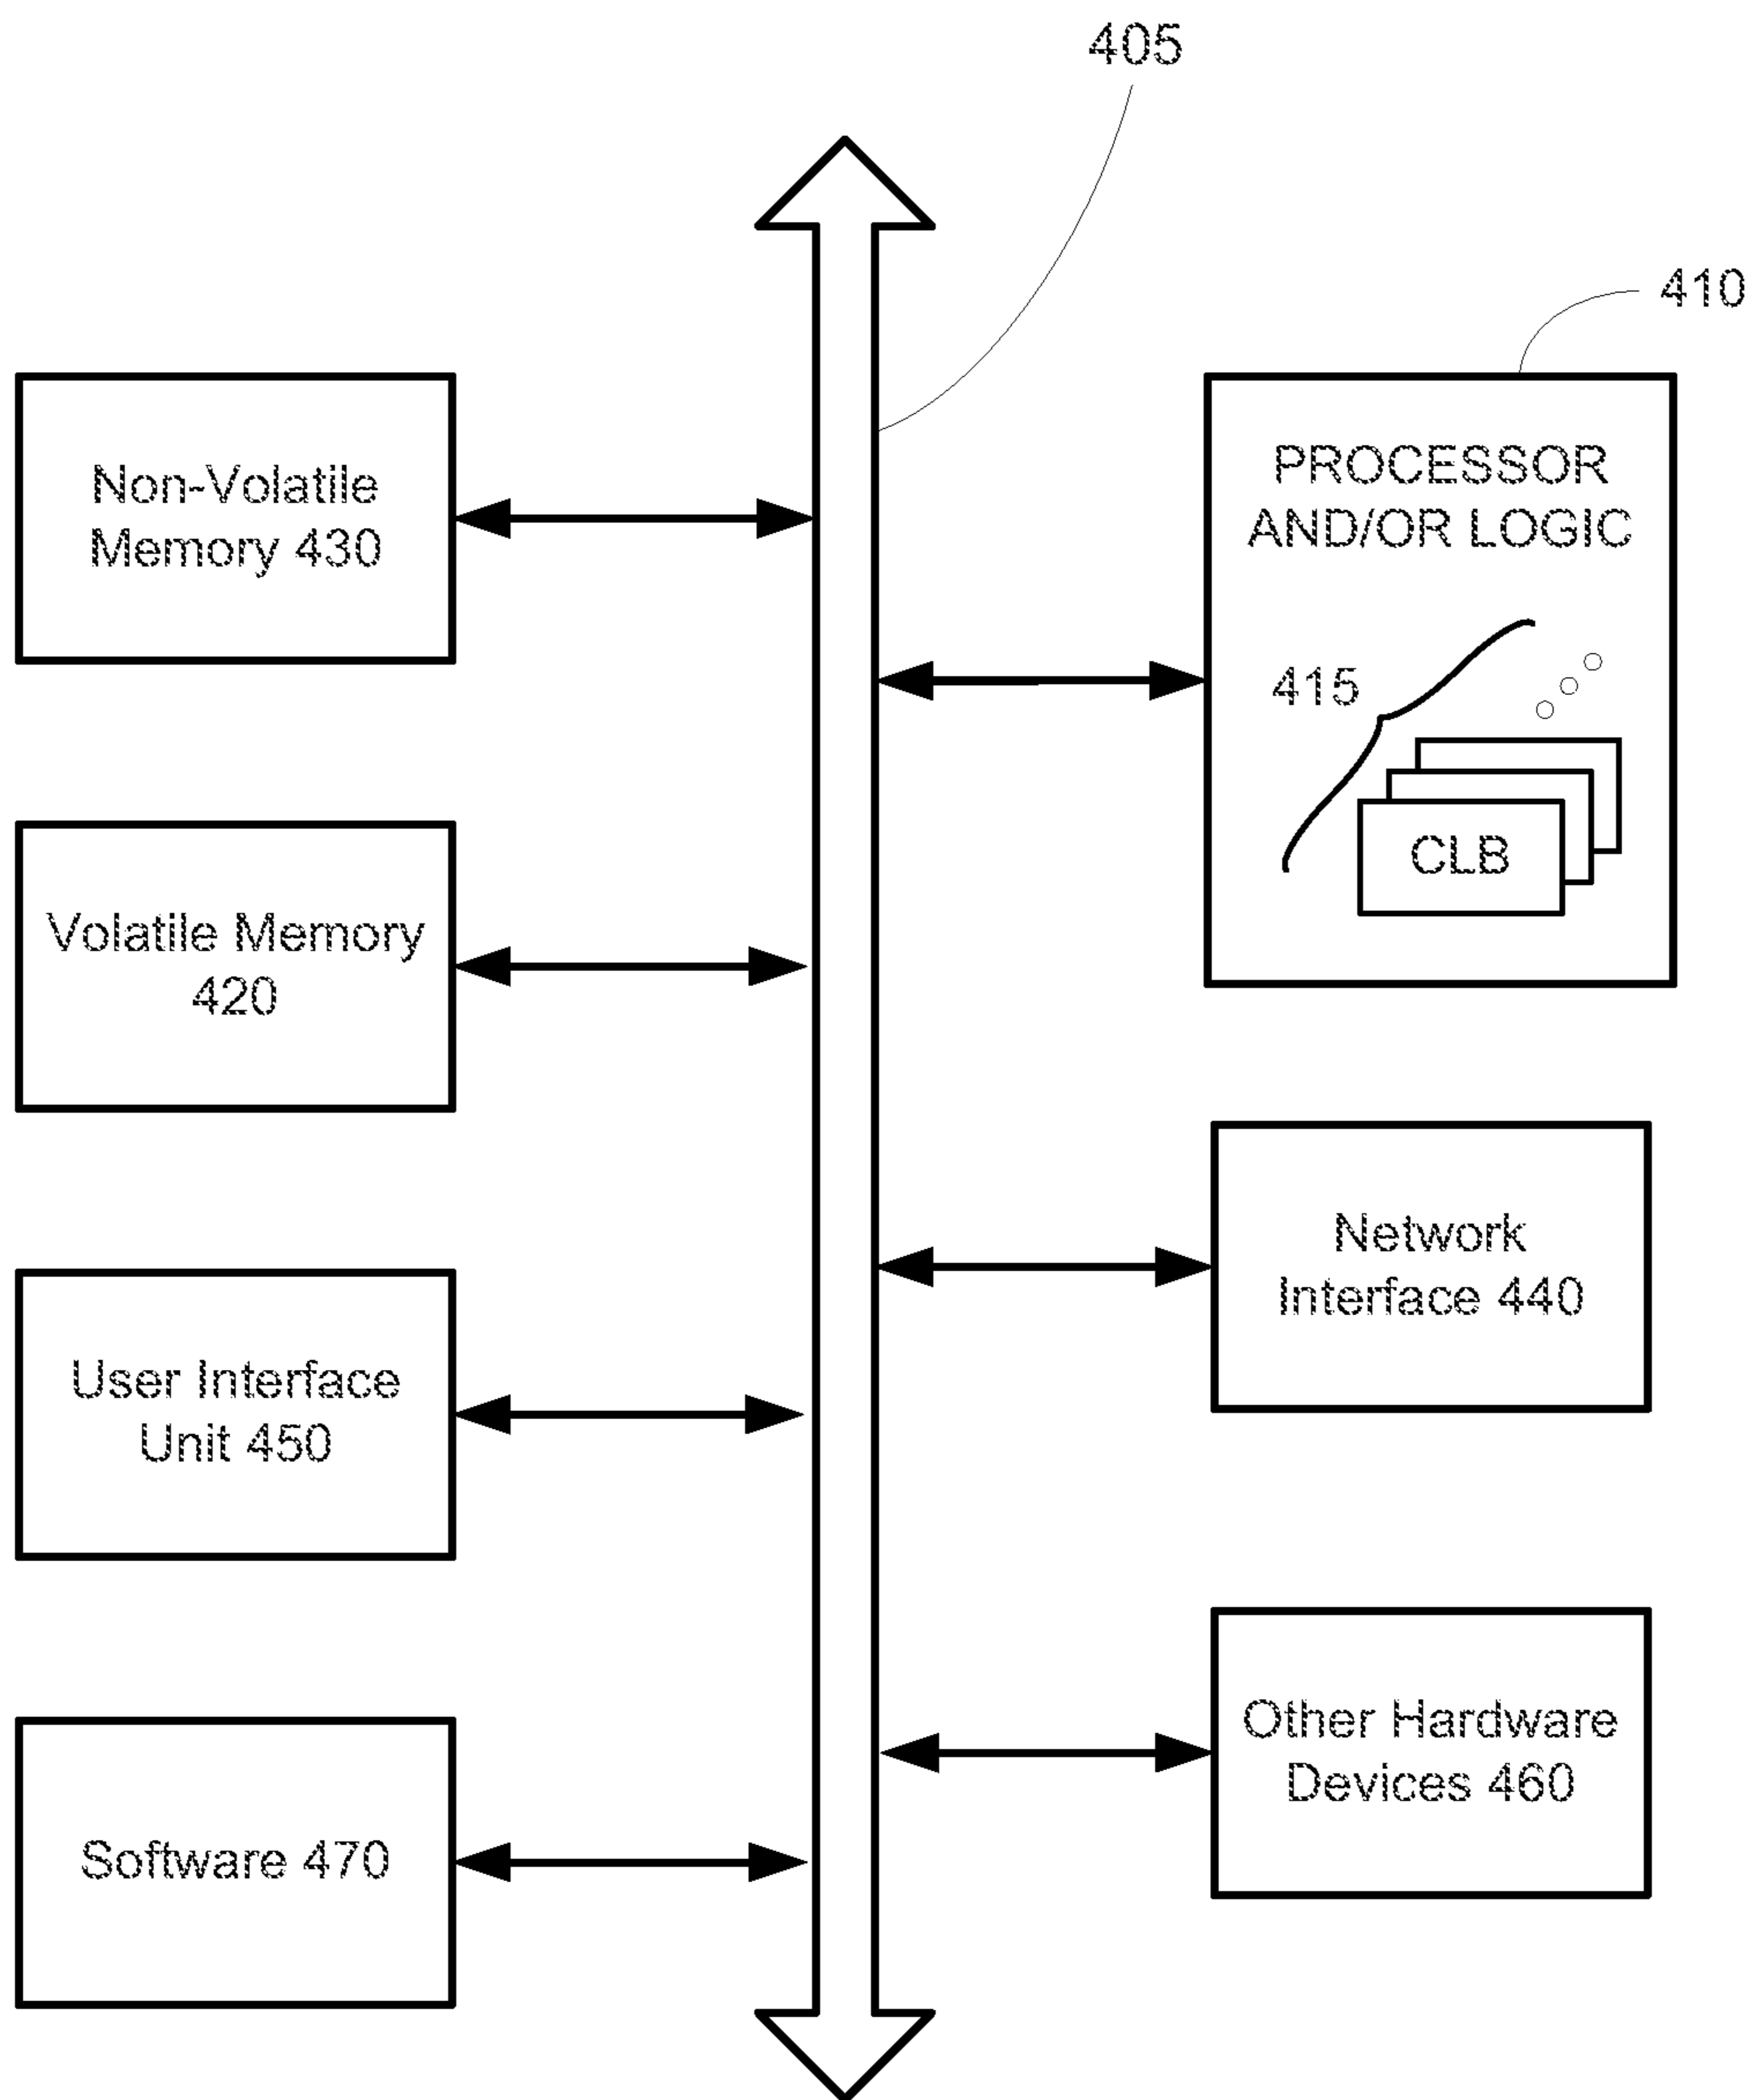 405
410
Non-Volatile
Memory 430
PROCESSOR
AND/OR LOGIC
415
CLB
Volatile Memory
420
Network
Interface 440
User Interface
Unit 450
Other Hardware
Devices 460
Software 470